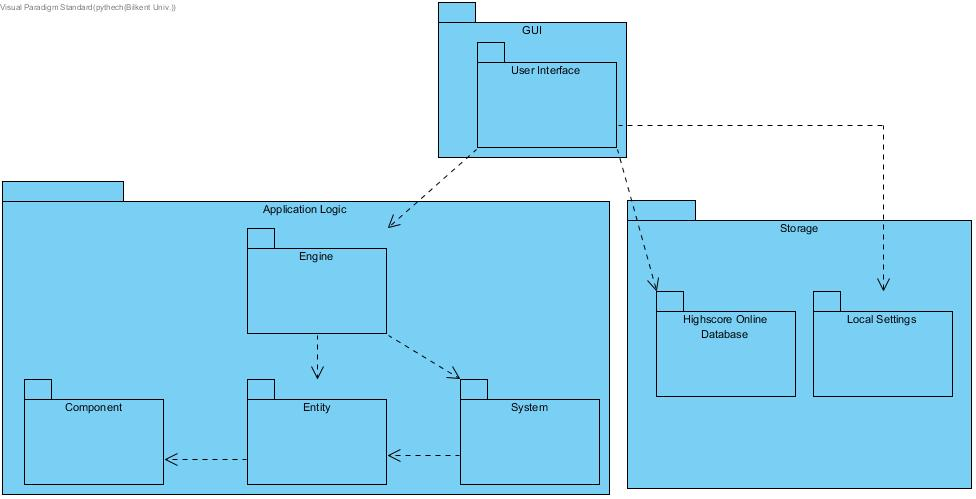 Visual Paradigm Standard(pythech(Bilkent Univ.))
GUI
User Interface
Application Logic
Engine
Component
Entity
System
Storage
Highscore Online
Database
Local Settings